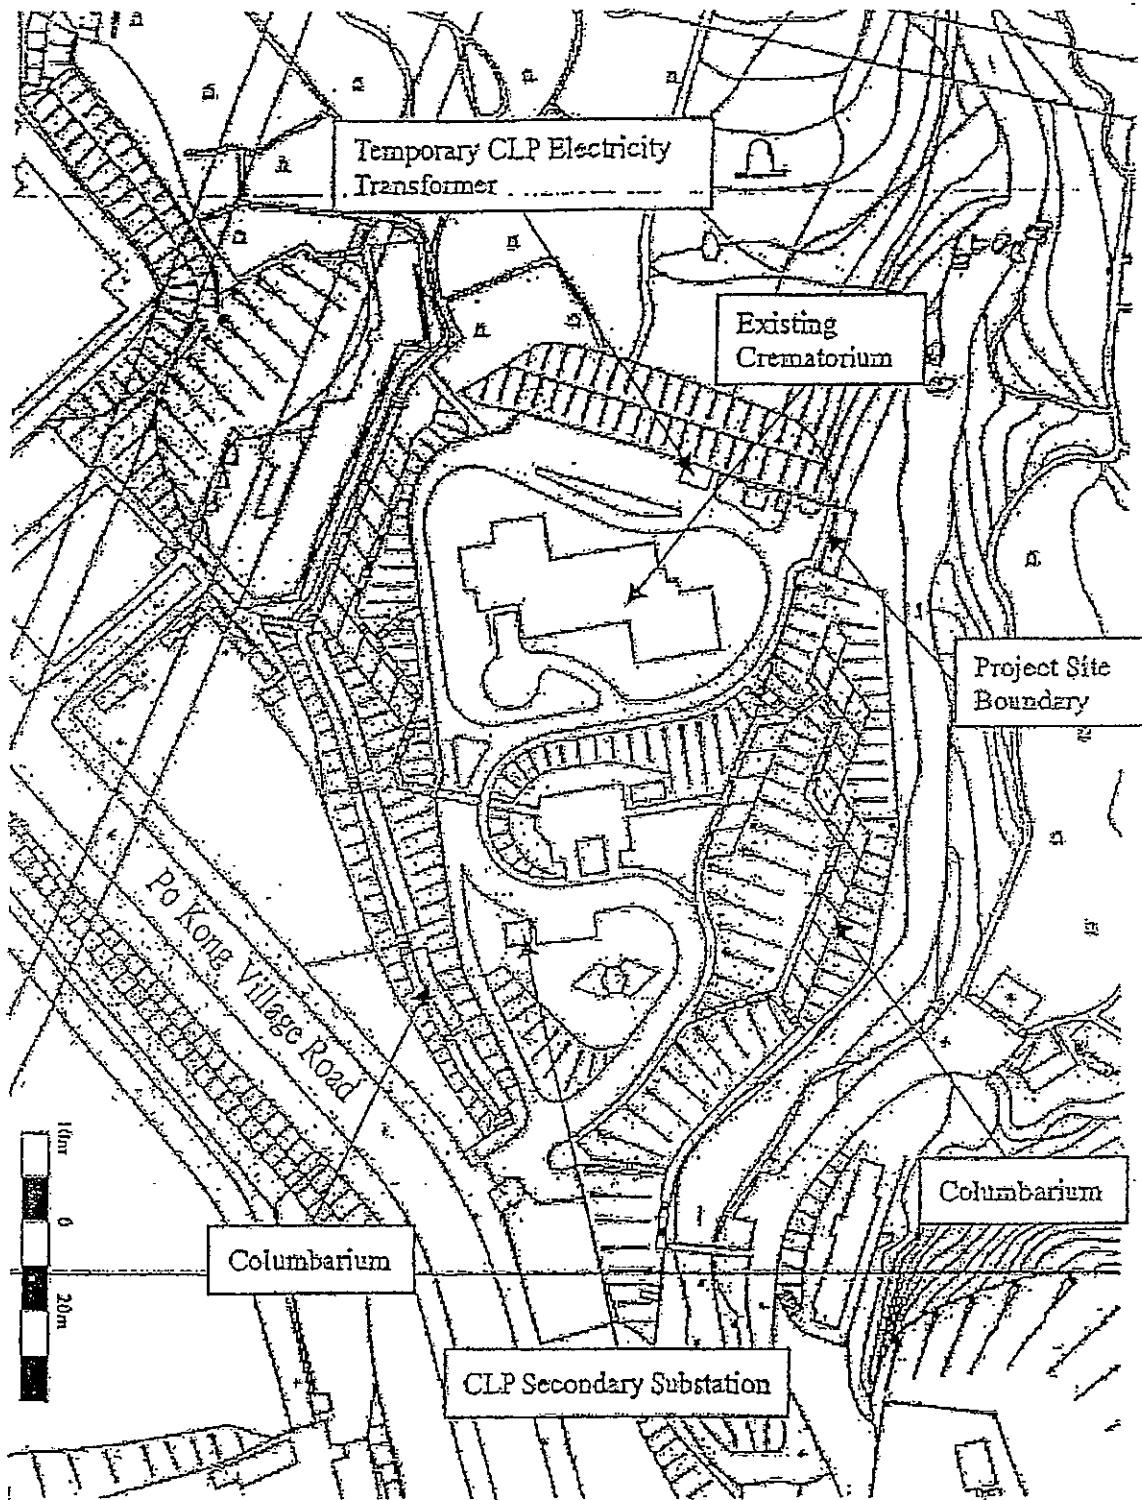 Temporary CLP Electricity
Transformer
Existing
Crematorium
Project Site
Boundary
Po Kong Village Road
10m
0
20m
Columbarium
Columbarium
CLP Secondary Substation